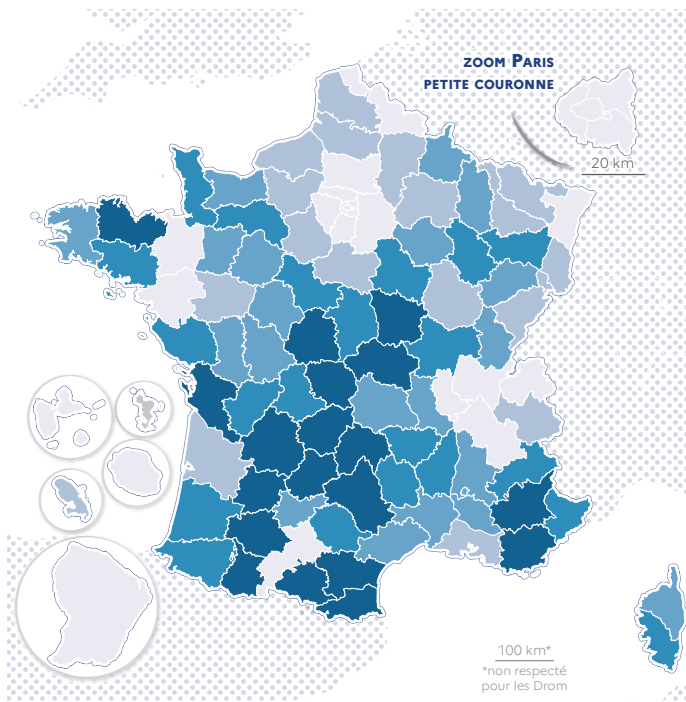 ZOOM PARIS
PETITE COURONNE
20 km
100 km*
*non respecté
pour les Drom